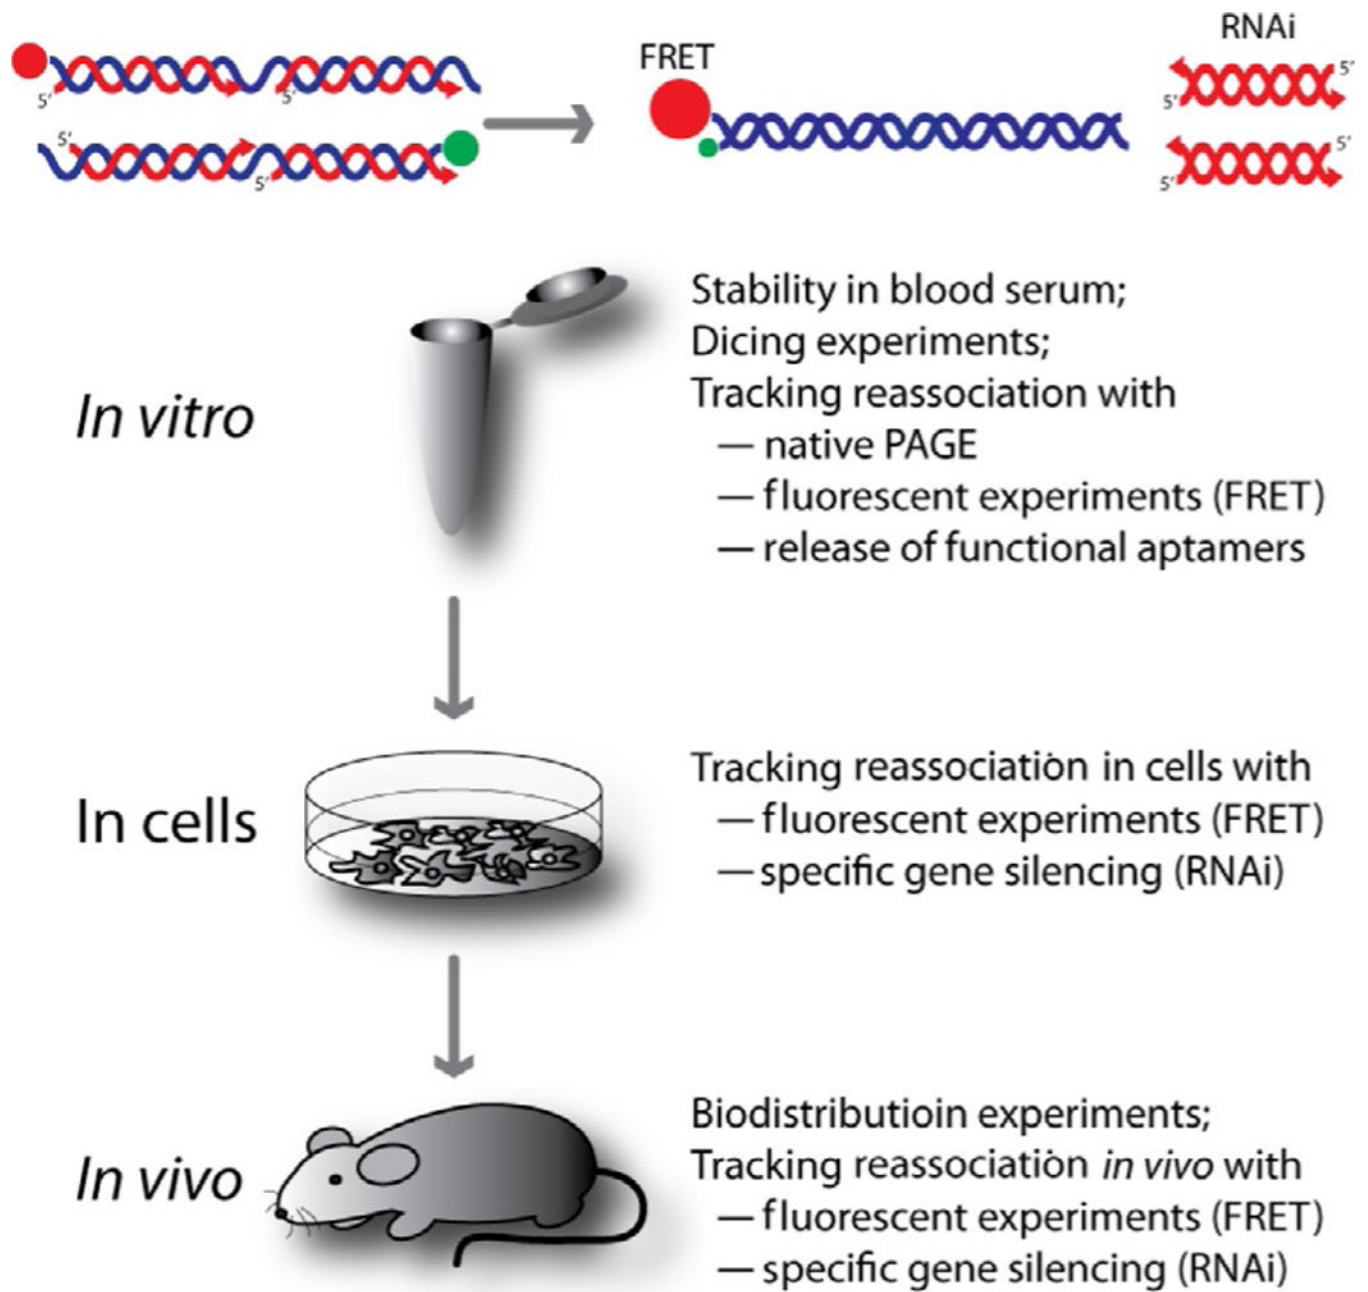 FRET
RNAi
5′
5′
5′
5′
5′
5′
5′
5′
In vitro
Stability in blood serum;
Dicing experiments;
Tracking reassociation with
— native PAGE
— fluorescent experiments (FRET)
— release of functional aptamers
In cells
Tracking reassociation in cells with
— fluorescent experiments (FRET)
— specific gene silencing (RNAi)
In vivo
Biodistributioin experiments;
Tracking reassociation in vivo with
— fluorescent experiments (FRET)
— specific gene silencing (RNAi)